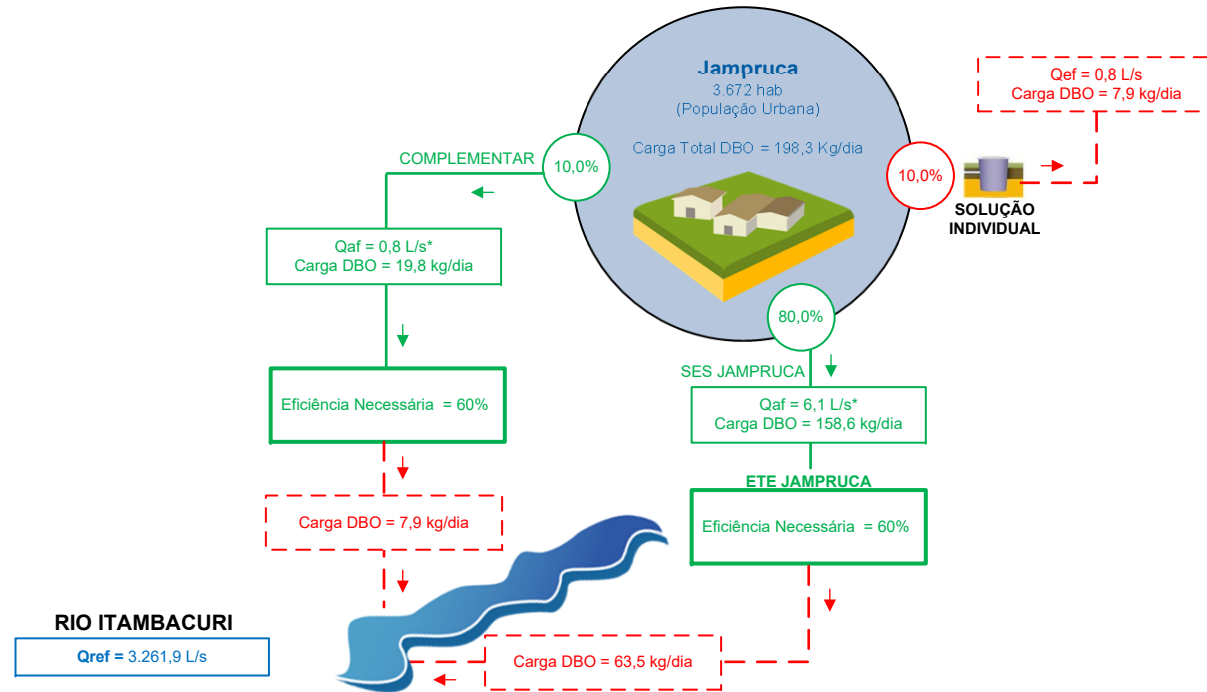 Jampruca
3.672 hab
(População Urbana)
Carga Total DBO = 198,3 Kg/dia
Qef = 0,8 L/s
Carga DBO = 7,9 kg/dia
COMPLEMENTAR
10,0%
10,0%
SOLUÇÃO
INDIVIDUAL
Qaf = 0,8 L/s*
Carga DBO = 19,8 kg/dia
80,0%
SES JAMPRUCA
Qaf = 6,1 L/s*
Carga DBO = 158,6 kg/dia
Eficiência Necessária = 60%
ETE JAMPRUCA
Eficiência Necessária = 60%
Carga DBO = 7,9 kg/dia
RIO ITAMBACURI
Qref = 3.261,9 L/s
Carga DBO = 63,5 kg/dia